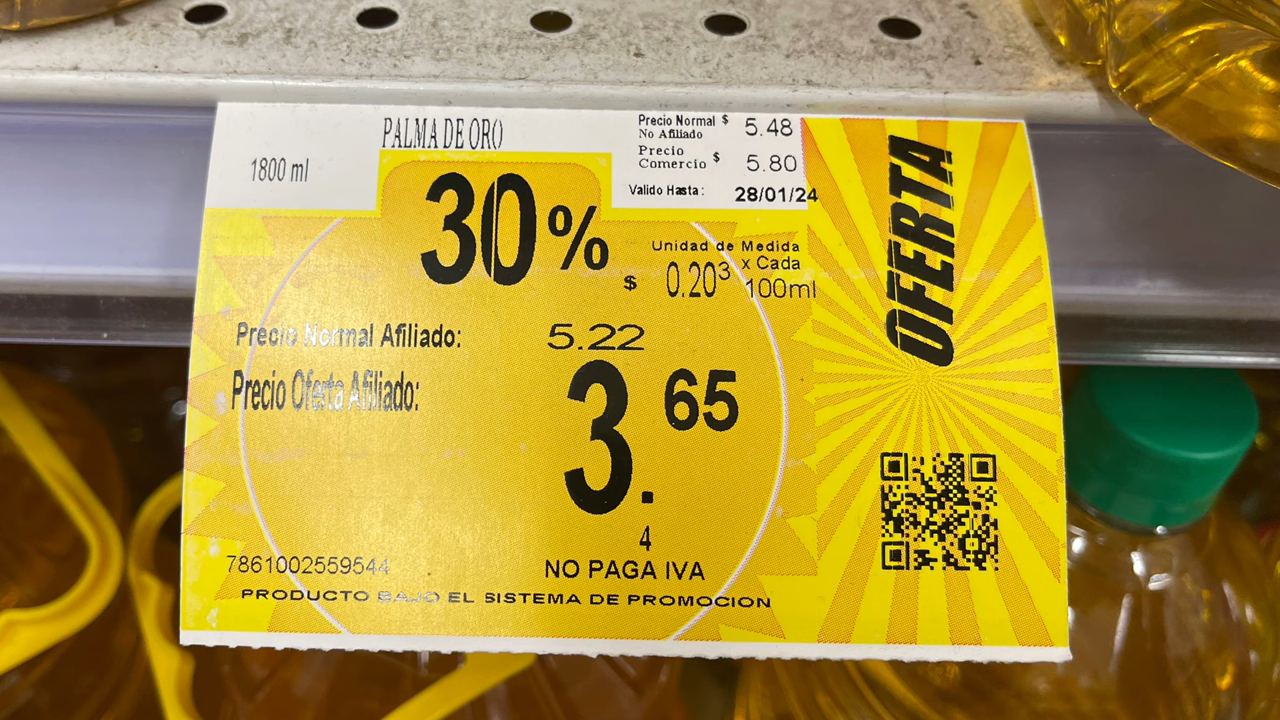 PALMA DE ORO
1800 ml
Precio Normal $ 5.48
No Afiliado
Precio
Comercio $ 5.80
Valido Hasta: 28/01/24
30%
Unidad de Medida
$ 0.20³ x Cada
100ml
Precio Normal Afiliado: 5.22
Precio Oferta Afiliado: 3.65
4
7861002559544
NO PAGA IVA
PRODUCTO BAJO EL SISTEMA DE PROMOCION
OFERTA